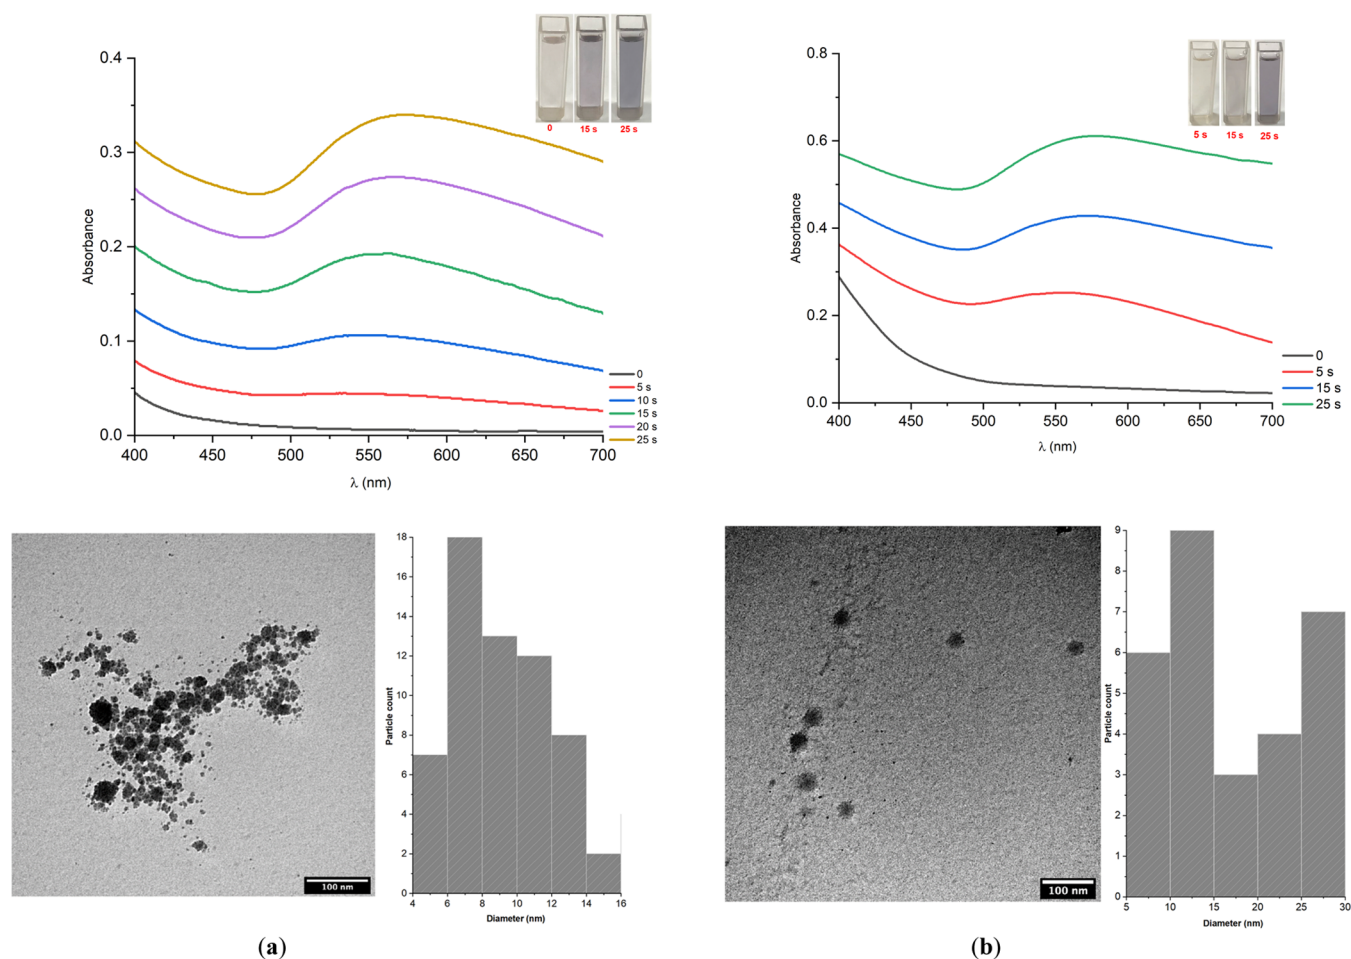 0.4
0.3
0.2
0.1
0.0
Absorbance
400 450 500 550 600 650 700
λ (nm)
0 15 s 25 s
0
5 s
10 s
15 s
20 s
25 s
0.8
0.6
0.4
0.2
0.0
Absorbance
400 450 500 550 600 650 700
λ (nm)
5 s 15 s 25 s
0
5 s
15 s
25 s
100 nm
18
16
14
12
10
8
6
4
2
0
Particle count
4 6 8 10 12 14 16
Diameter (nm)
100 nm
9
8
7
6
5
4
3
2
1
0
Particle count
5 10 15 20 25 30
Diameter (nm)
(a) (b)